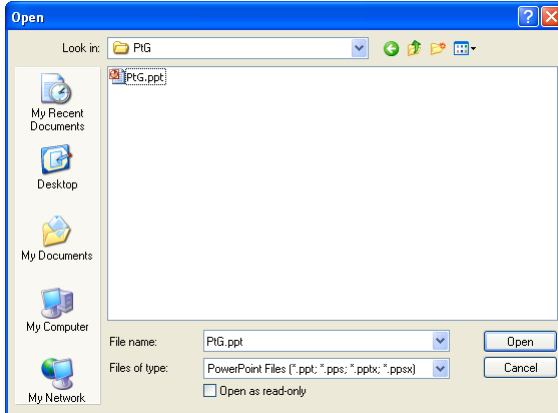 Open
Look in:
PtG
PtG.ppt
My Recent
Documents
Desktop
My Documents
My Computer
My Network
File name:
PtG.ppt
Open
Files of type:
PowerPoint Files (*.ppt; *.pps; *.pptx; *.ppsx)
Cancel
Open as read-only